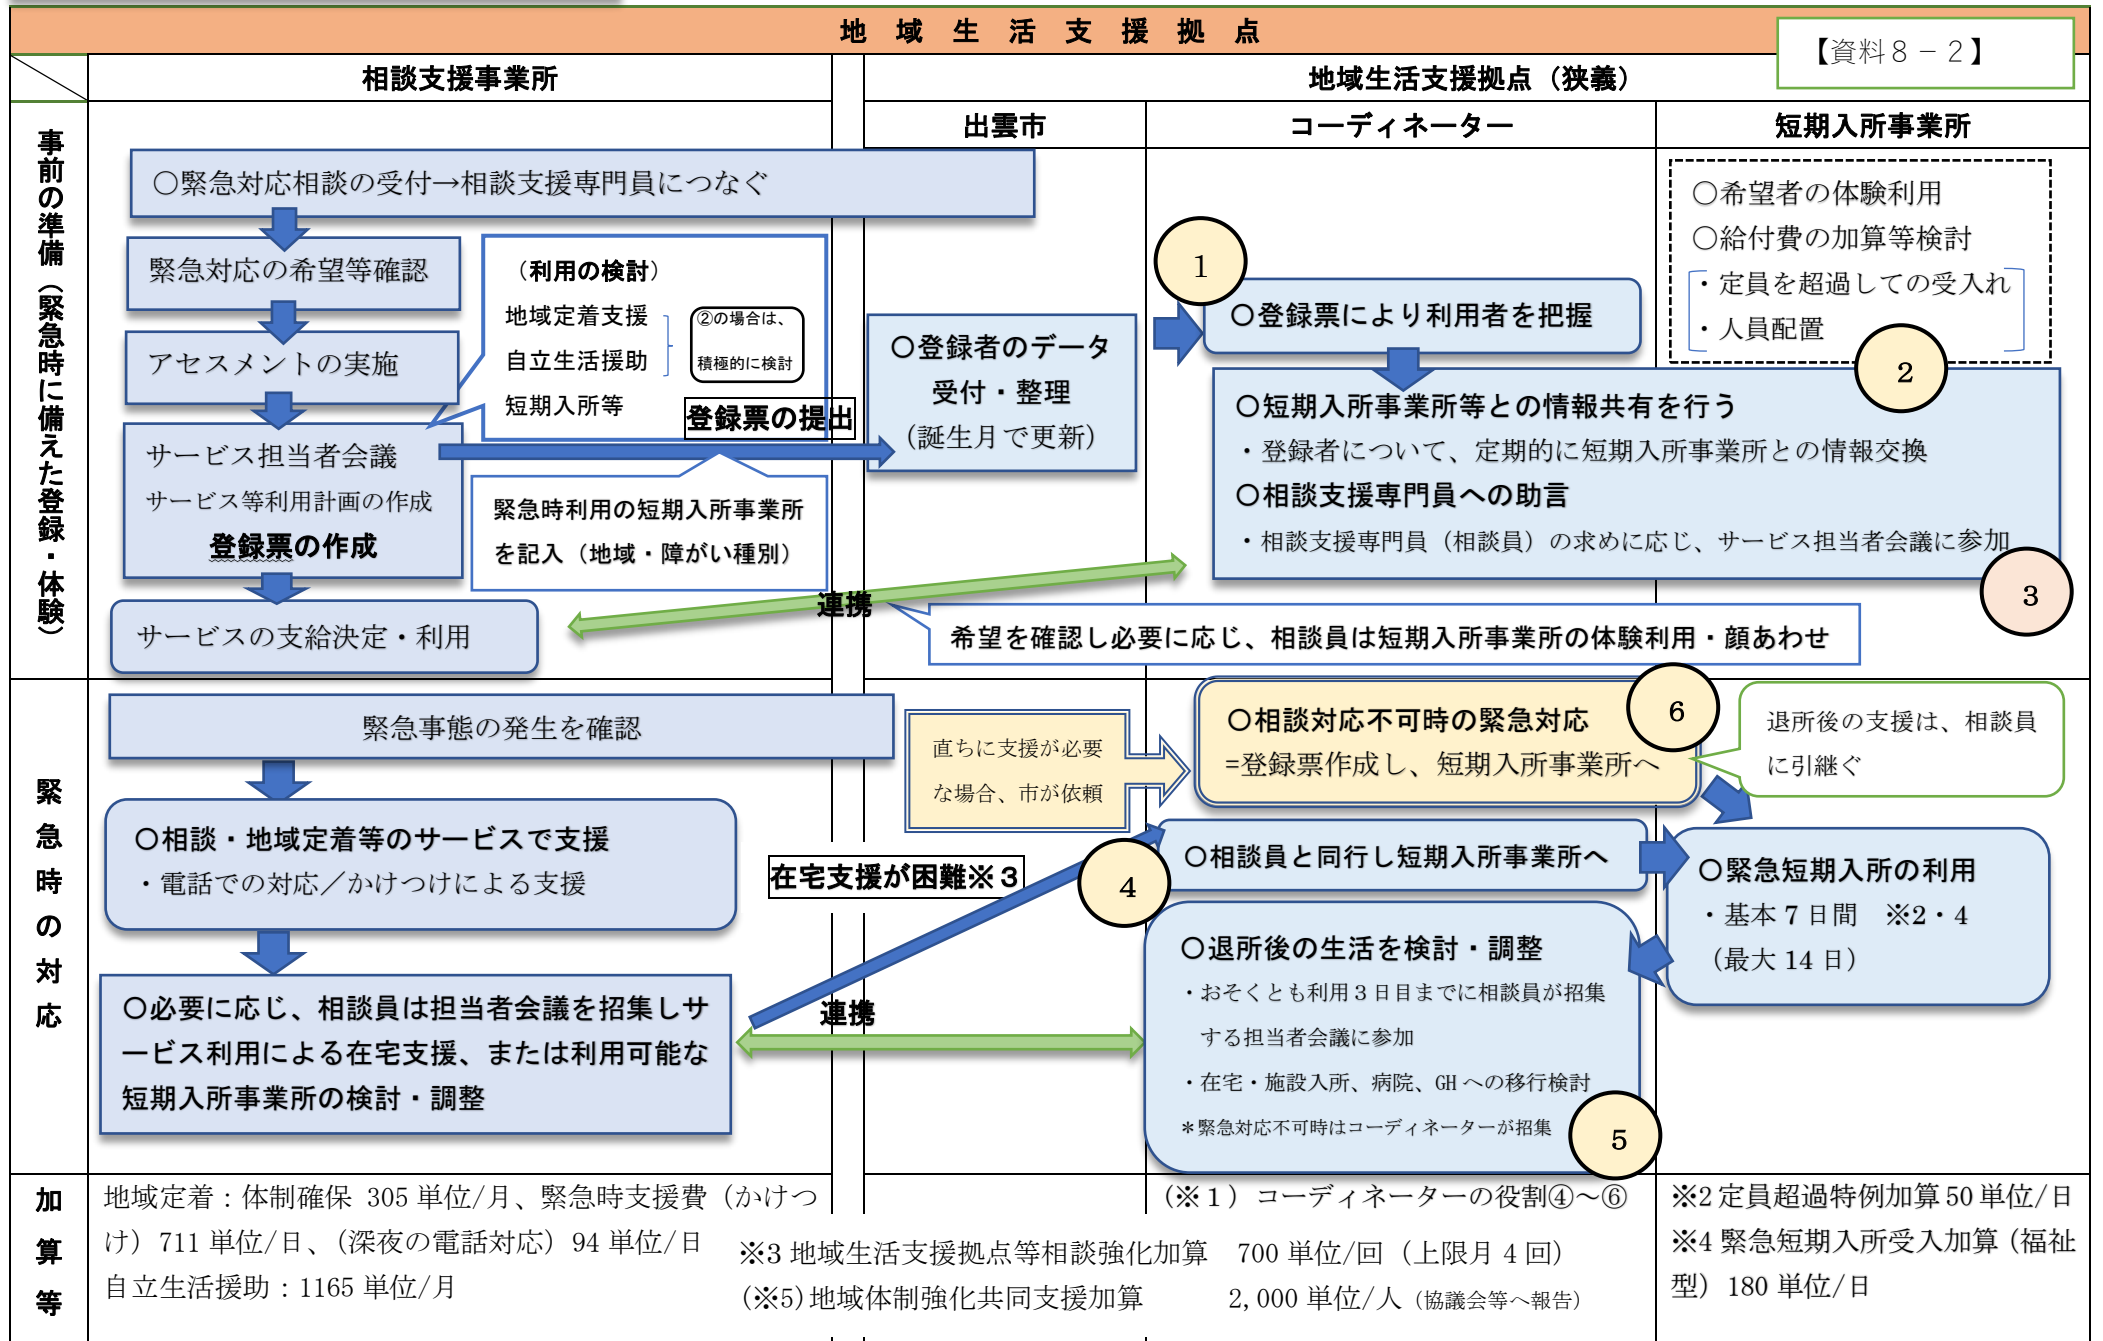 地域生活支援拠点
【資料８－２】
相談支援事業所
地域生活支援拠点（狭義）
出雲市
コーディネーター
短期入所事業所
事前の準備（緊急時に備えた登録・体験）
〇緊急対応相談の受付→相談支援専門員につなぐ
緊急対応の希望等確認
アセスメントの実施
サービス担当者会議
サービス等利用計画の作成
登録票の作成
サービスの支給決定・利用
（利用の検討）
地域定着支援
自立生活援助
短期入所等
②の場合は、
積極的に検討
登録票の提出
緊急時利用の短期入所事業所
を記入（地域・障がい種別）
〇登録者のデータ
受付・整理
（誕生月で更新）
1
〇登録票により利用者を把握
〇希望者の体験利用
〇給付費の加算等検討
・定員を超過しての受入れ
・人員配置
2
〇短期入所事業所等との情報共有を行う
・登録者について、定期的に短期入所事業所との情報交換
〇相談支援専門員への助言
・相談支援専門員（相談員）の求めに応じ、サービス担当者会議に参加
3
連携
希望を確認し必要に応じ、相談員は短期入所事業所の体験利用・顔あわせ
緊急時の対応
緊急事態の発生を確認
〇相談・地域定着等のサービスで支援
・電話での対応／かけつけによる支援
〇必要に応じ、相談員は担当者会議を招集しサ
ービス利用による在宅支援、または利用可能な
短期入所事業所の検討・調整
直ちに支援が必要
な場合、市が依頼
〇相談対応不可時の緊急対応
=登録票作成し、短期入所事業所へ
6
退所後の支援は、相談員
に引継ぐ
在宅支援が困難※３
4
〇相談員と同行し短期入所事業所へ
〇緊急短期入所の利用
・基本７日間　※2・4
（最大 14 日）
連携
〇退所後の生活を検討・調整
・おそくとも利用３日目までに相談員が招集
する担当者会議に参加
・在宅・施設入所、病院、GH への移行検討
＊緊急対応不可時はコーディネーターが招集
5
加算等
地域定着：体制確保 305 単位/月、緊急時支援費（かけつ
け）711 単位/日、（深夜の電話対応）94 単位/日
自立生活援助：1165 単位/月
（※１）コーディネーターの役割④～⑥
※3 地域生活支援拠点等相談強化加算　700 単位/回（上限月 4 回）
(※5)地域体制強化共同支援加算　2,000 単位/人（協議会等へ報告）
※2 定員超過特例加算 50 単位/日
※4 緊急短期入所受入加算（福祉
型）180 単位/日